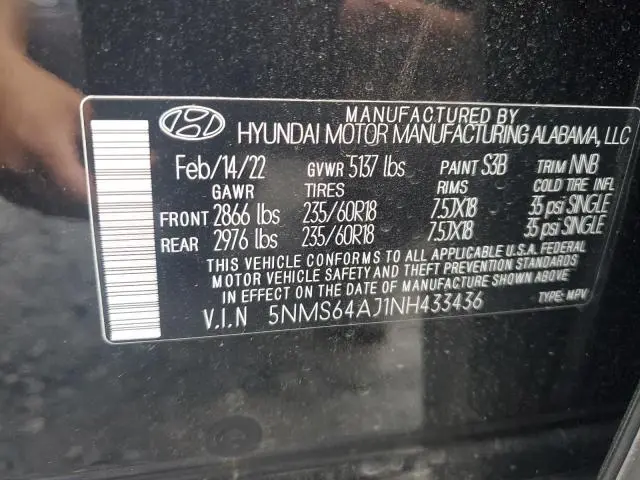 MANUFACTURED BY
HYUNDAI MOTOR MANUFACTURING ALABAMA, LLC
Feb/14/22 GVWR 5137 lbs PAINT S3B TRIM NNB
GAWR TIRES RIMS COLD TIRE INFL
FRONT 2866 lbs 235/60R18 7.5JX18 35 psi SINGLE
REAR 2976 lbs 235/60R18 7.5JX18 35 psi SINGLE
THIS VEHICLE CONFORMS TO ALL APPLICABLE U.S.A. FEDERAL
MOTOR VEHICLE SAFETY AND THEFT PREVENTION STANDARDS
IN EFFECT ON THE DATE OF MANUFACTURE SHOWN ABOVE.
V.I.N 5NMS64AJ1NH433436 TYPE: MPV